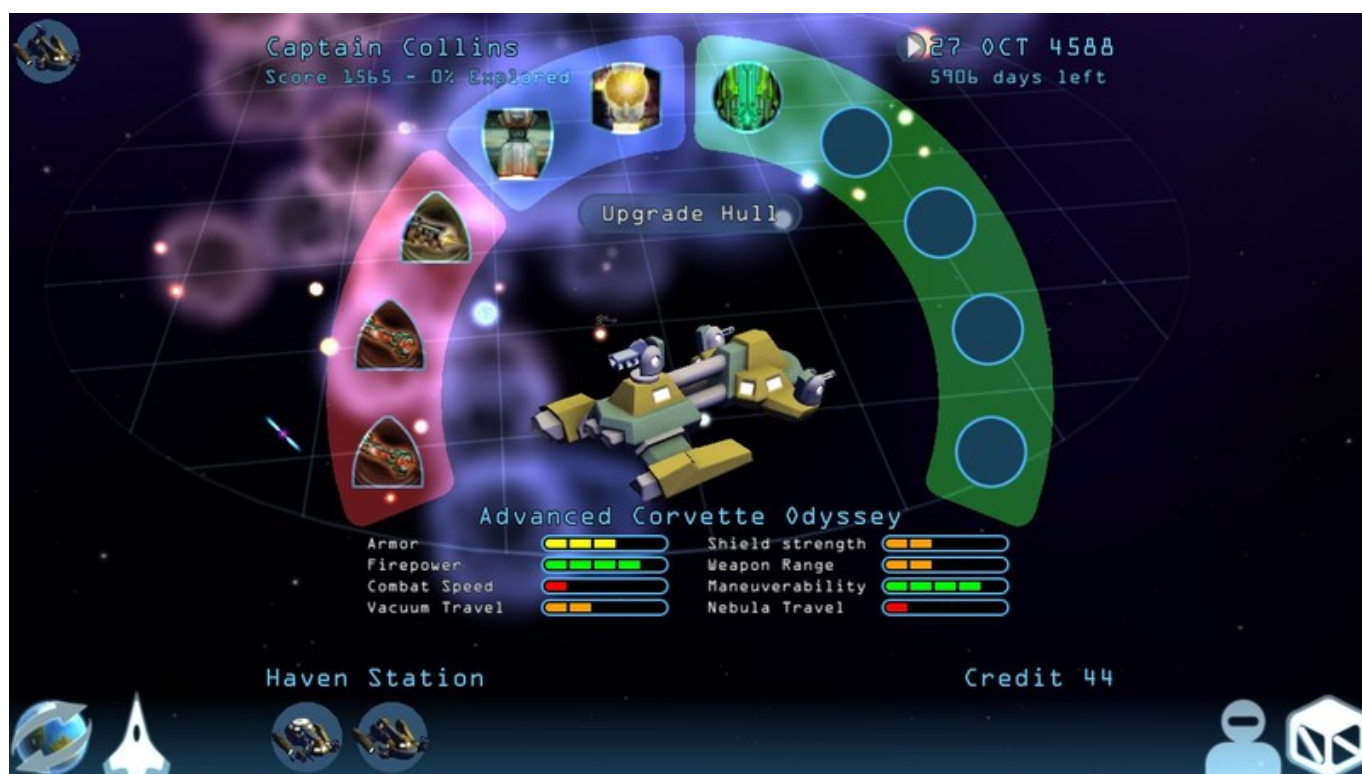 Captain Collins
Score 1565 - 0% Explored
27 OCT 4588
5906 days left
Upgrade Hull
Advanced Corvette Odyssey
Armor
Shield strength
Firepower
Weapon Range
Combat Speed
Maneuverability
Vacuum Travel
Nebula Travel
Haven Station
Credit 44